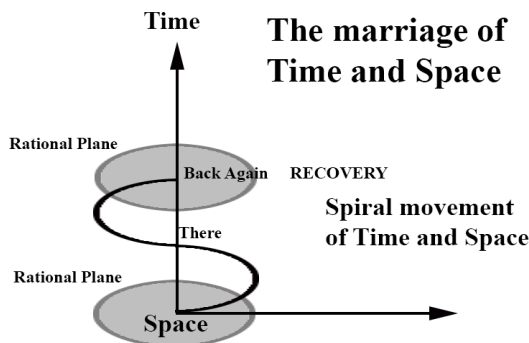 Time
The marriage of
Time and Space
Rational Plane
Back Again RECOVERY
Spiral movement
of Time and Space
There
Rational Plane
Space